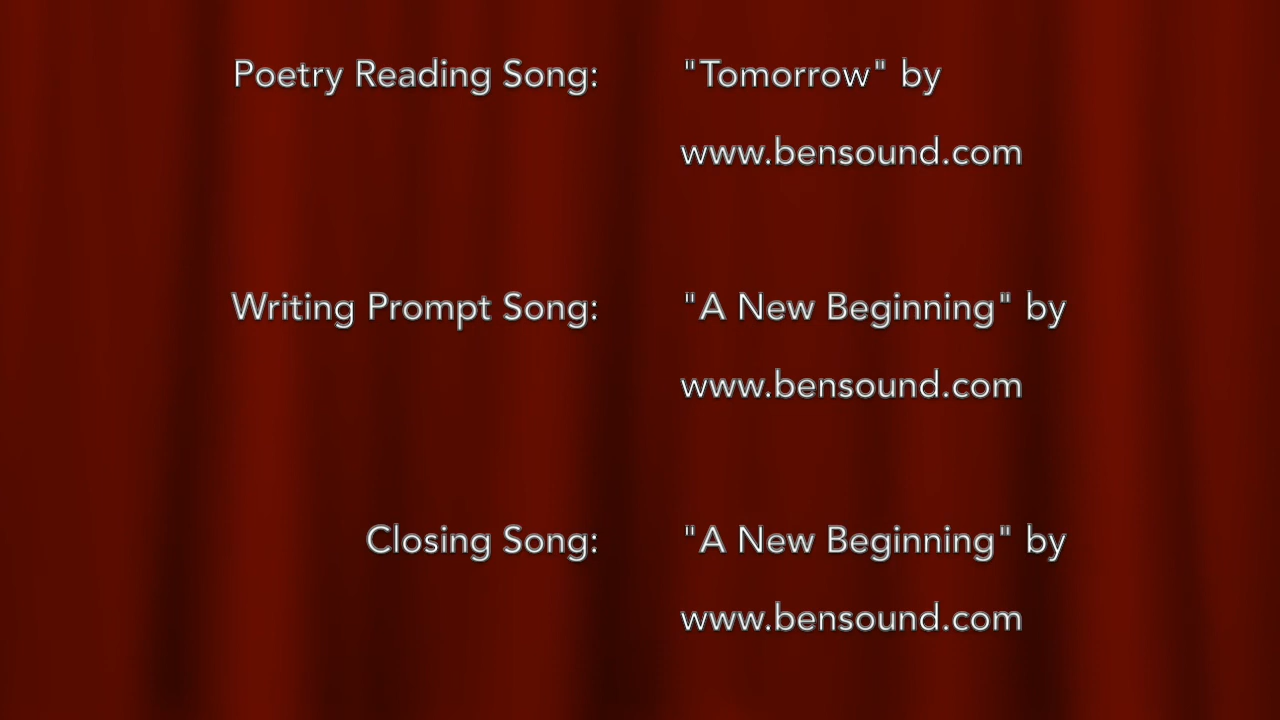 Poetry Reading Song: "Tomorrow" by
www.bensound.com
Writing Prompt Song: "A New Beginning" by
www.bensound.com
Closing Song: "A New Beginning" by
www.bensound.com